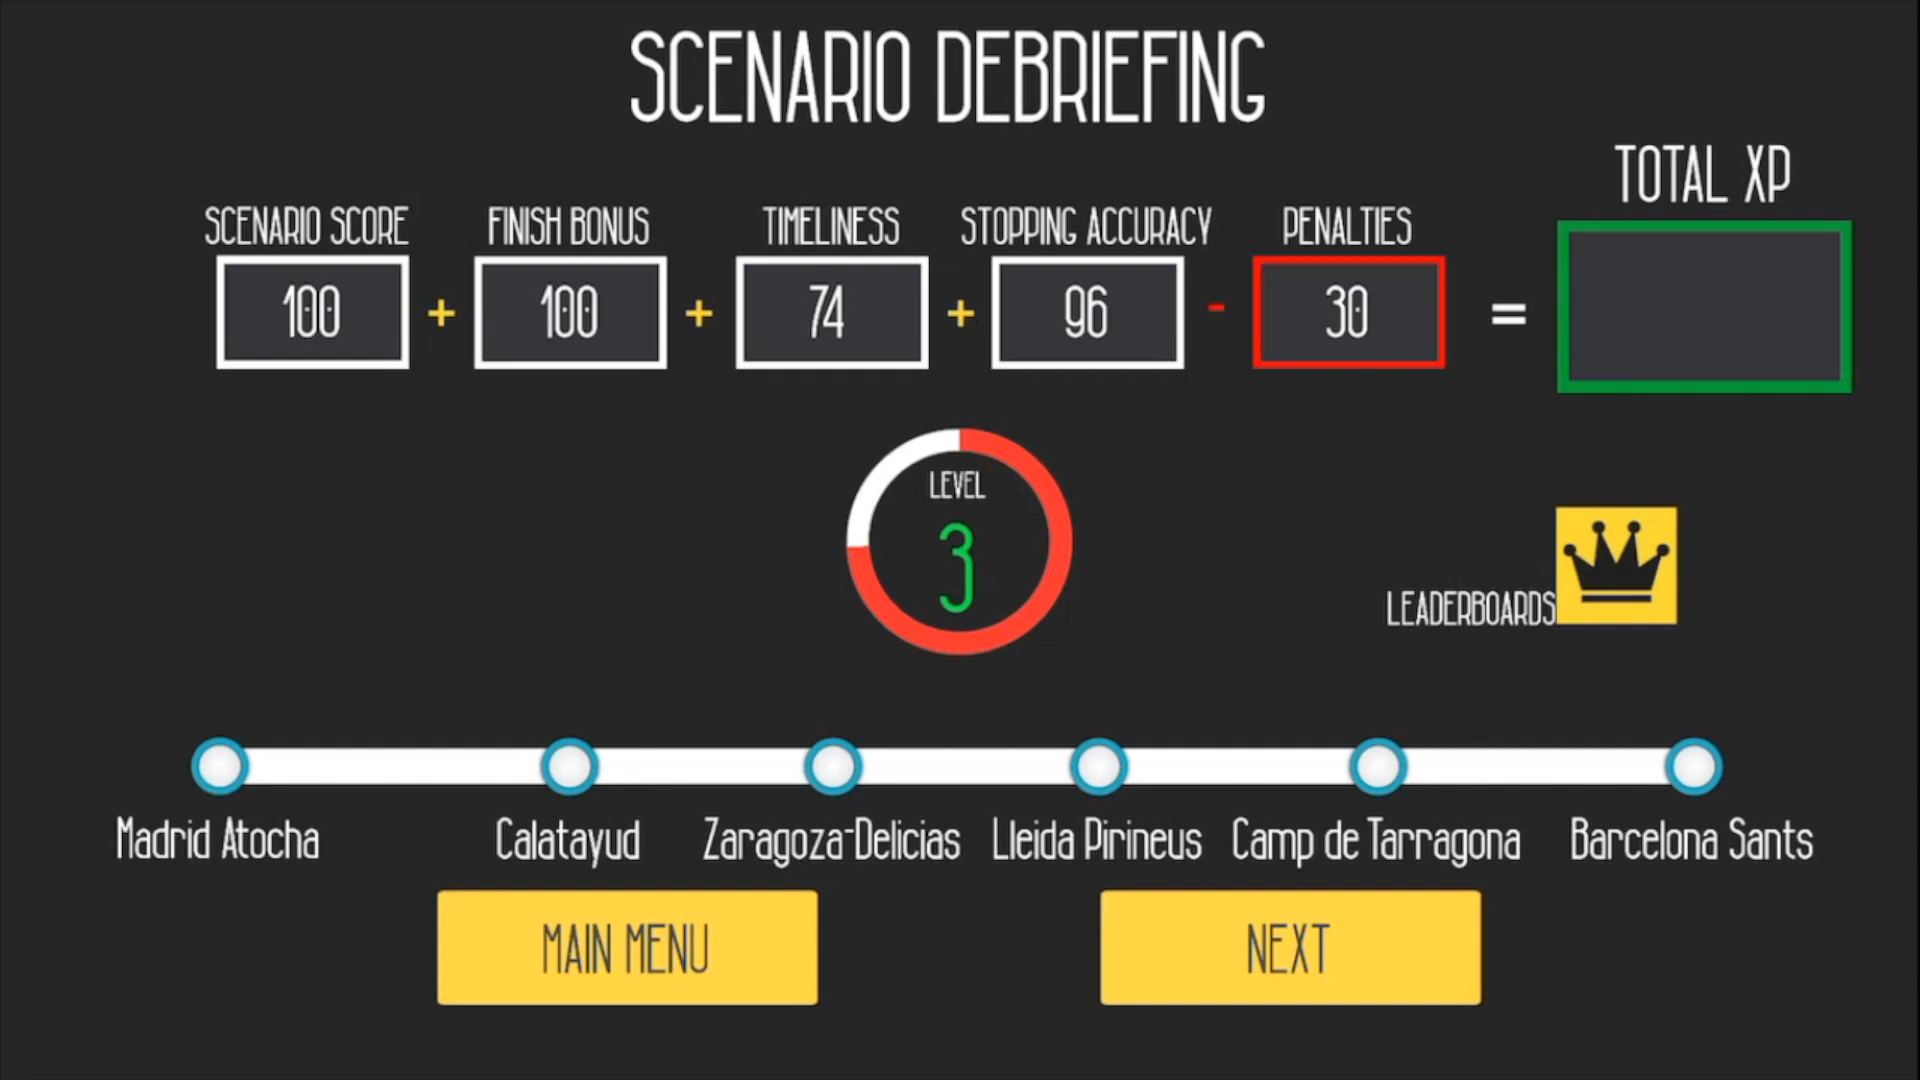 SCENARIO DEBRIEFING
TOTAL XP
SCENARIO SCORE FINISH BONUS TIMELINESS STOPPING ACCURACY PENALTIES
100 + 100 + 74 + 96 - 30 =
LEVEL
3
LEADERBOARDS
Madrid Atocha Calatayud Zaragoza-Delicias Lleida Pirineus Camp de Tarragona Barcelona Sants
MAIN MENU NEXT